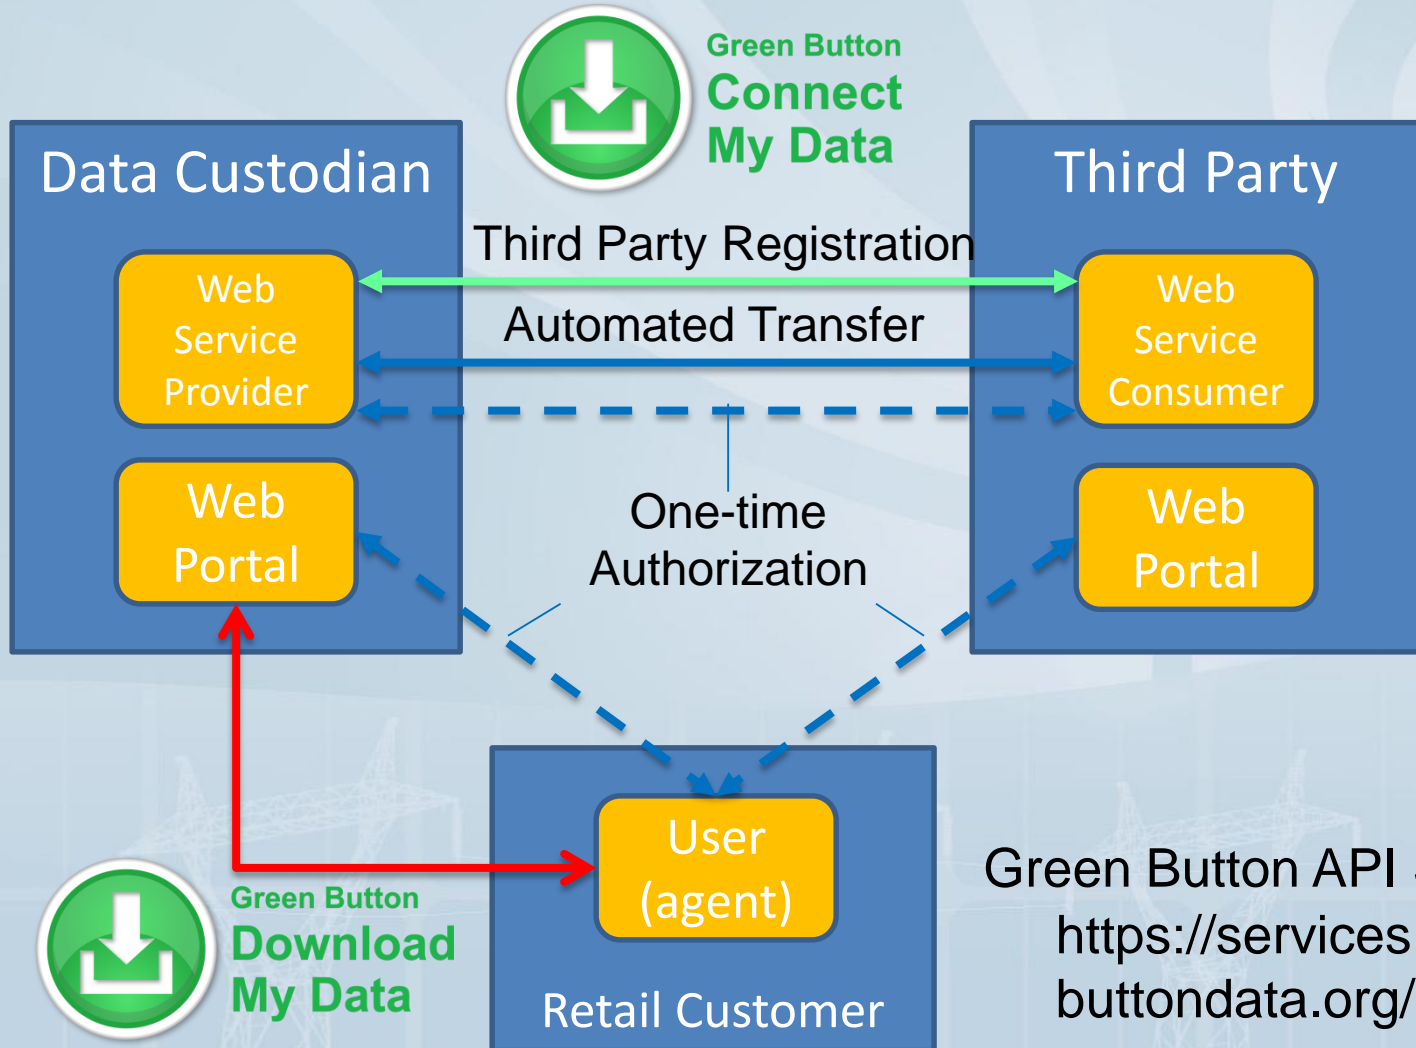 Green Button
Connect
My Data
Data Custodian
Third Party
Third Party Registration
Web
Service
Provider
Automated Transfer
Web
Service
Consumer
Web
Portal
One-time
Authorization
Web
Portal
User
(agent)
Retail Customer
Green Button
Download
My Data
Green Button API
https://services
buttondata.org/